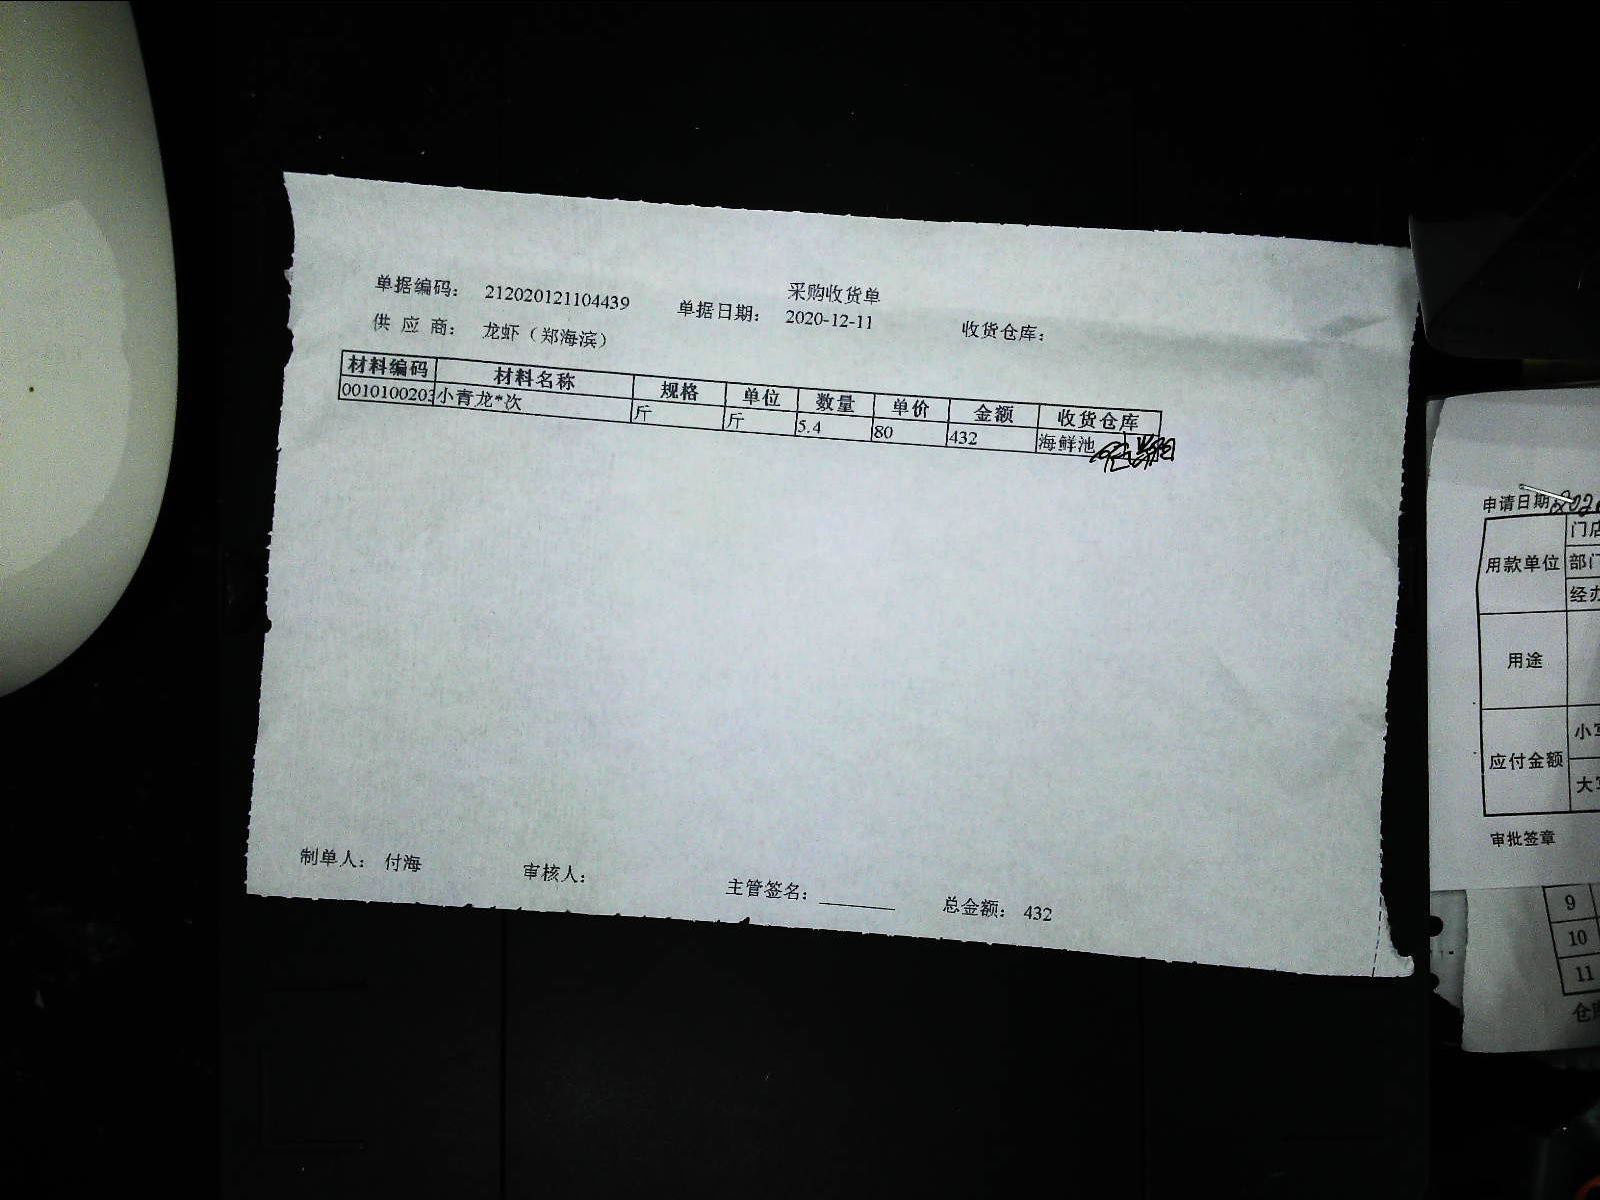 采购收货单
单据编码： 212020121104439 单据日期： 2020-12-11 收货仓库：
供 应 商： 龙虾（郑海滨）
材料编码 材料名称 规格 单位 数量 单价 金额 收货仓库
0010100203 小青龙*次 斤 斤 5.4 80 432 海鲜池
制单人： 付海 审核人： 主管签名： 总金额： 432
申请日期
用款单位
用途
应付金额
审批签章
9
10
11